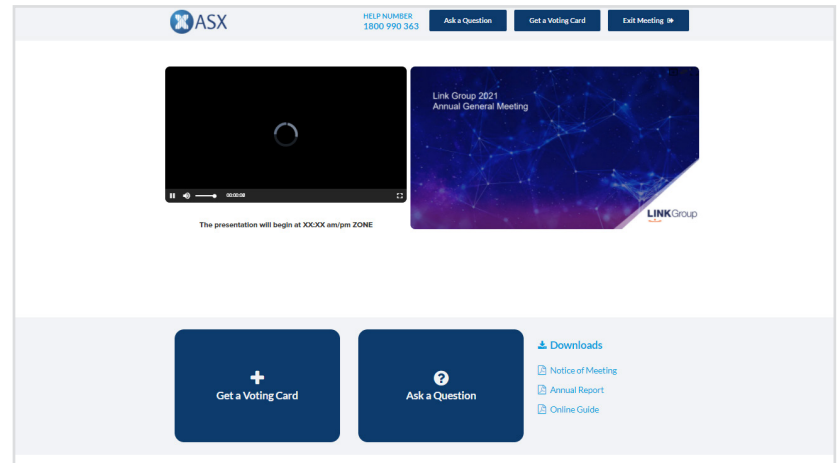 ASX
HELP NUMBER
1800 990 363
Ask a Question
Get a Voting Card
Exit Meeting
Link Group 2021
Annual General Meeting
00:00:08
LINKGroup
The presentation will begin at XX:XX am/pm ZONE
Get a Voting Card
Ask a Question
Downloads
Notice of Meeting
Annual Report
Online Guide